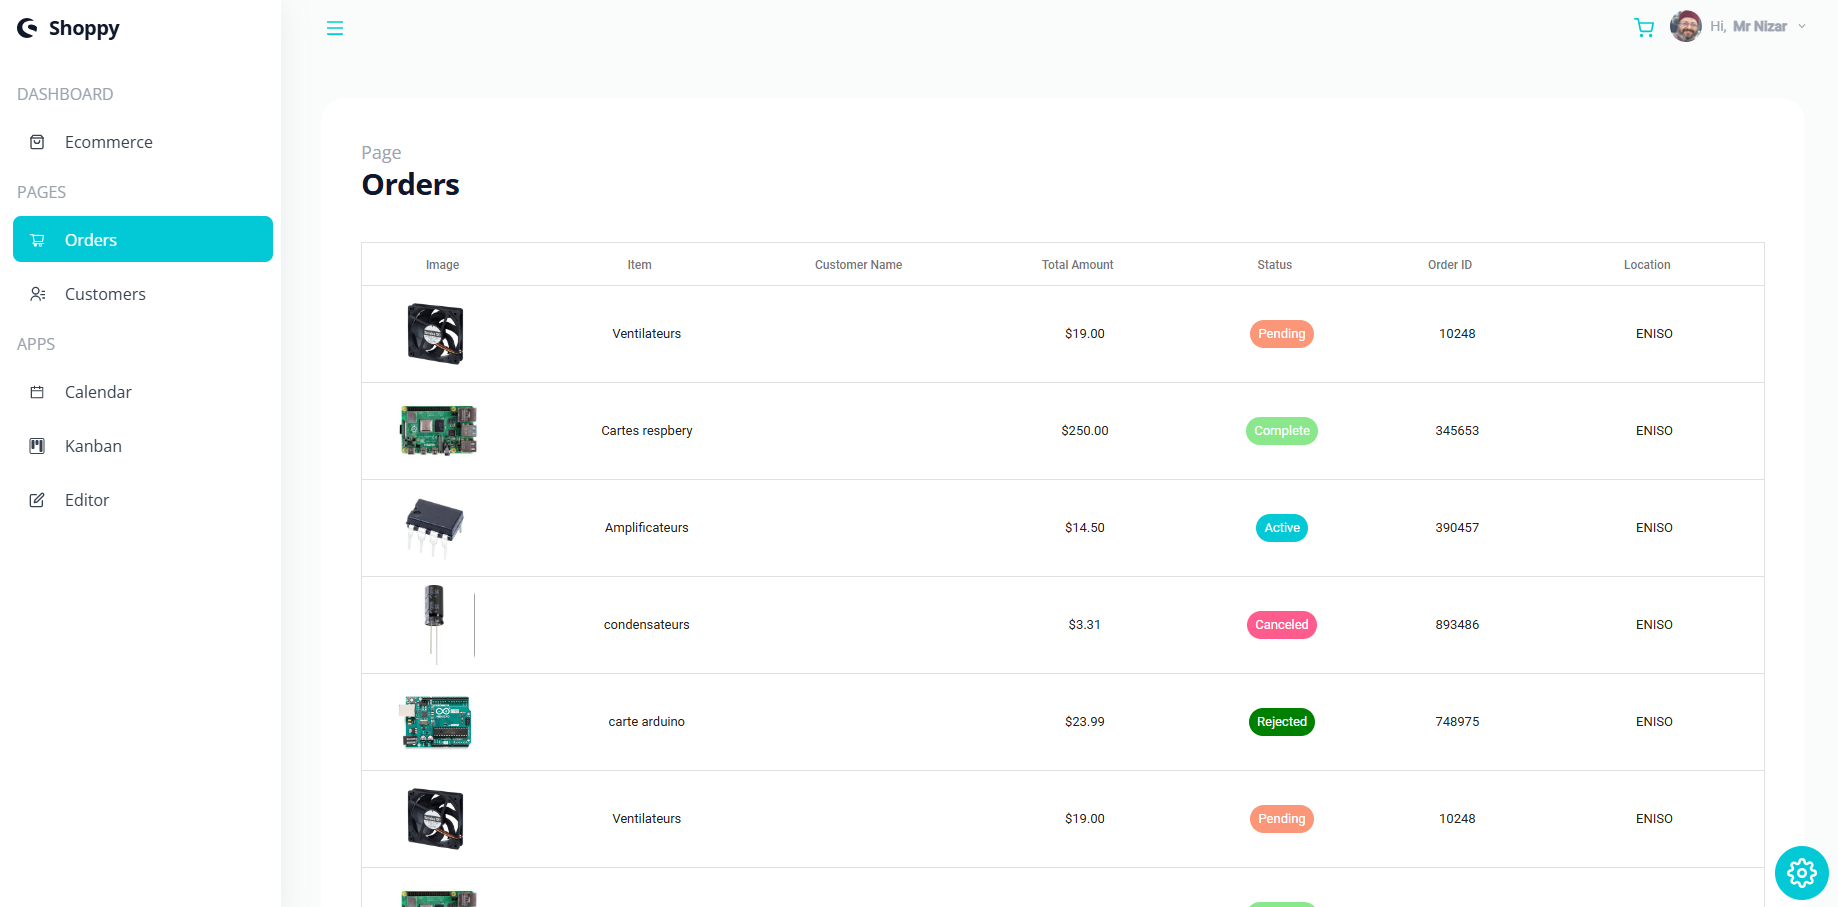 Shoppy
Hi, Mr Nizar
DASHBOARD
Ecommerce
PAGES
Orders
Customers
APPS
Calendar
Kanban
Editor
Page
Orders
Image Item Customer Name Total Amount Status Order ID Location
Ventilateurs $19.00 Pending 10248 ENISO
Cartes respbery $250.00 Complete 345653 ENISO
Amplificateurs $14.50 Active 390457 ENISO
condensateurs $3.31 Canceled 893486 ENISO
carte arduino $23.99 Rejected 748975 ENISO
Ventilateurs $19.00 Pending 10248 ENISO